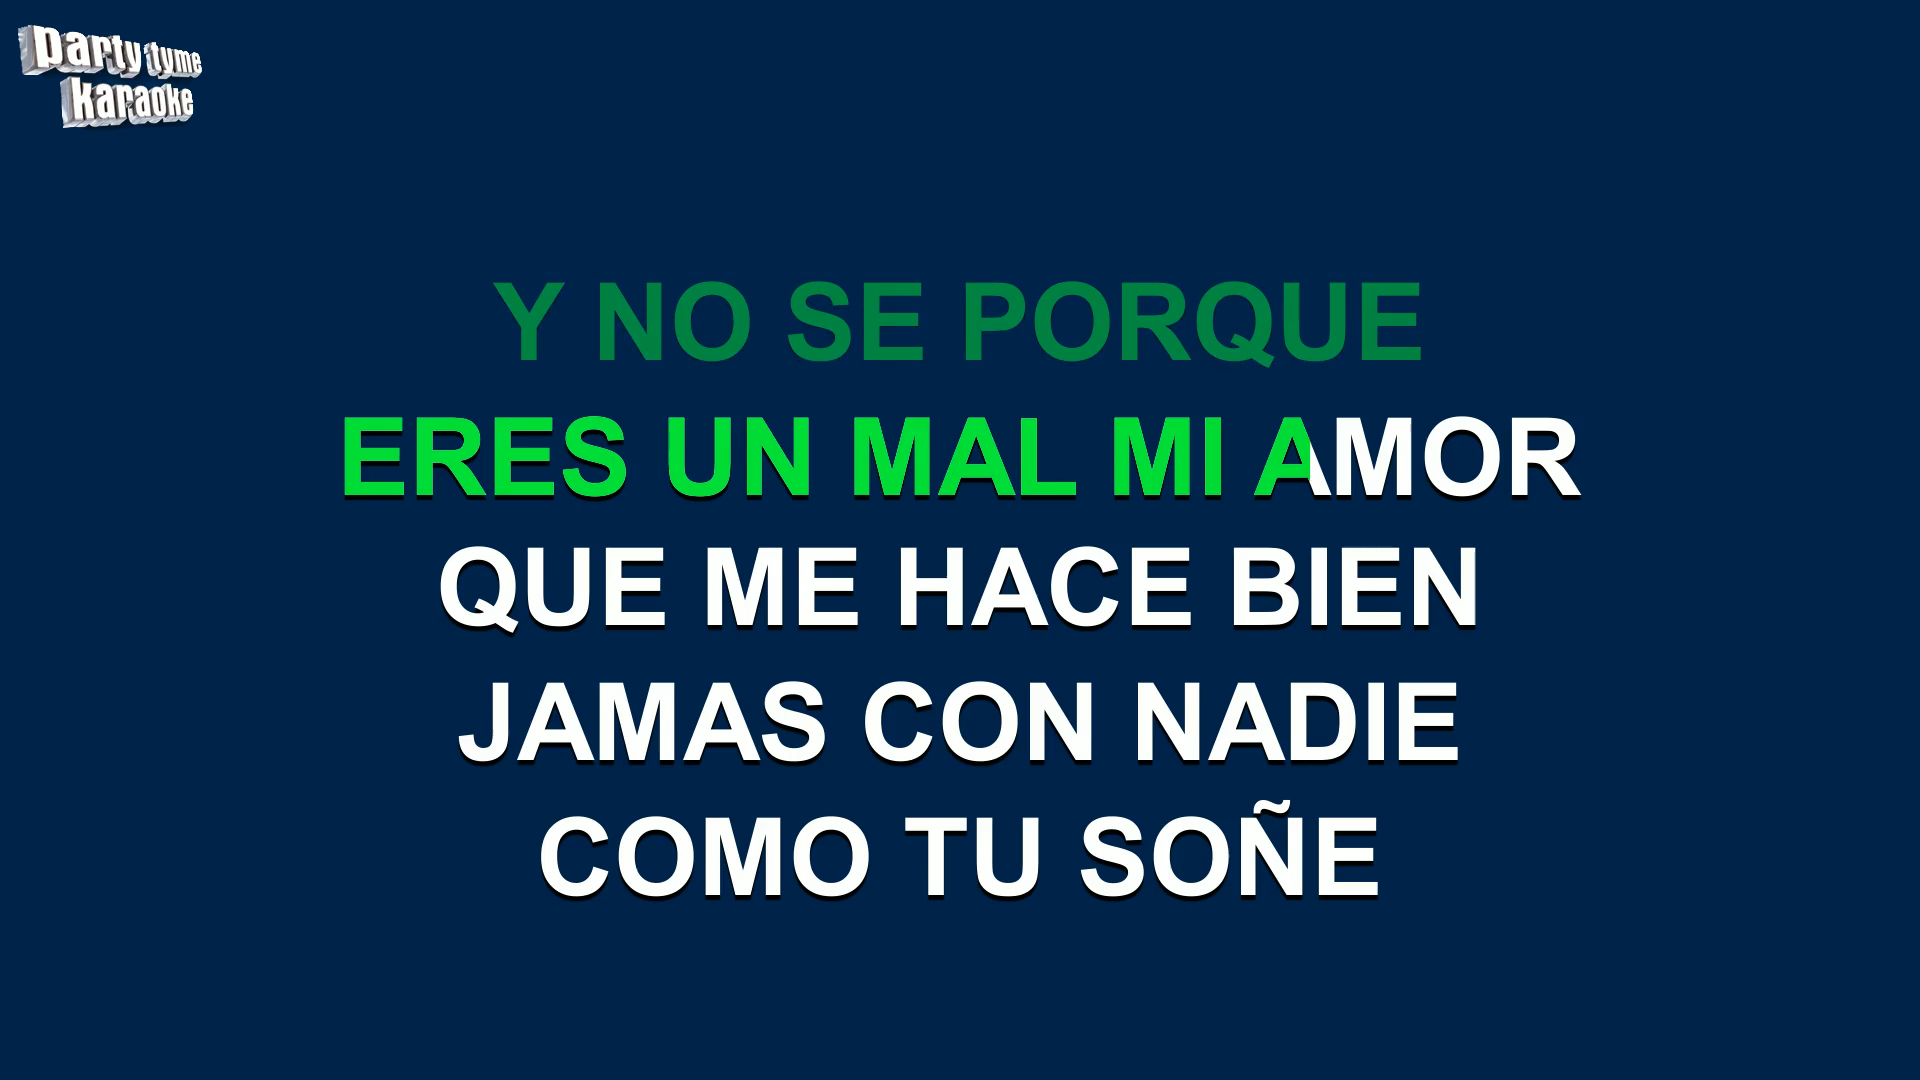 party tyme
karaoke
Y NO SE PORQUE
ERES UN MAL MI AMOR
QUE ME HACE BIEN
JAMAS CON NADIE
COMO TU SOÑE